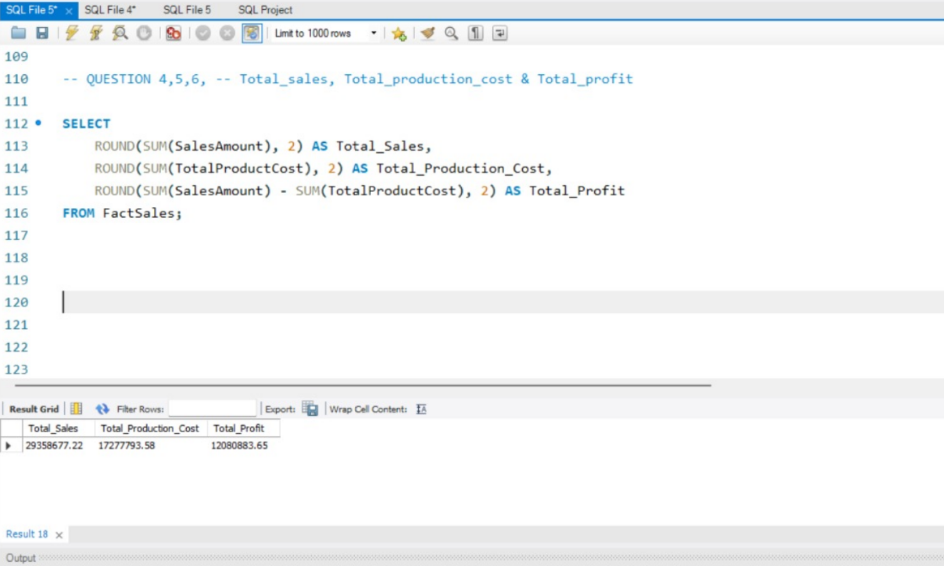 SQL File 5* × SQL File 4* SQL File 5 SQL Project
Limit to 1000 rows
109
110 -- QUESTION 4,5,6, -- Total_sales, Total_production_cost & Total_profit
111
112 SELECT
113 ROUND(SUM(SalesAmount), 2) AS Total_Sales,
114 ROUND(SUM(TotalProductCost), 2) AS Total_Production_Cost,
115 ROUND(SUM(SalesAmount) - SUM(TotalProductCost), 2) AS Total_Profit
116 FROM FactSales;
117
118
119
120
121
122
123
Result Grid Filter Rows: Export: Wrap Cell Content:
Total_Sales Total_Production_Cost Total_Profit
29358677.22 17277793.58 12080883.65
Result 18 ×
Output